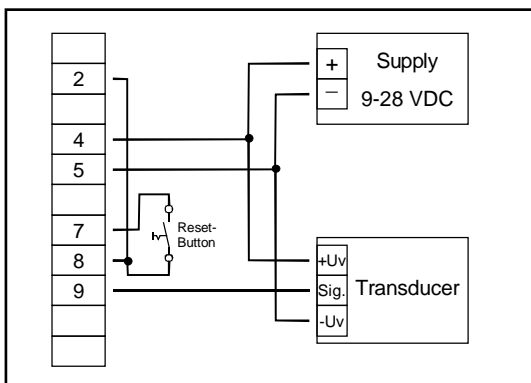 2
4
5
7
8
9
+
–
Supply
9-28 VDC
Reset-
Button
+Uv
Sig.
-Uv
Transducer